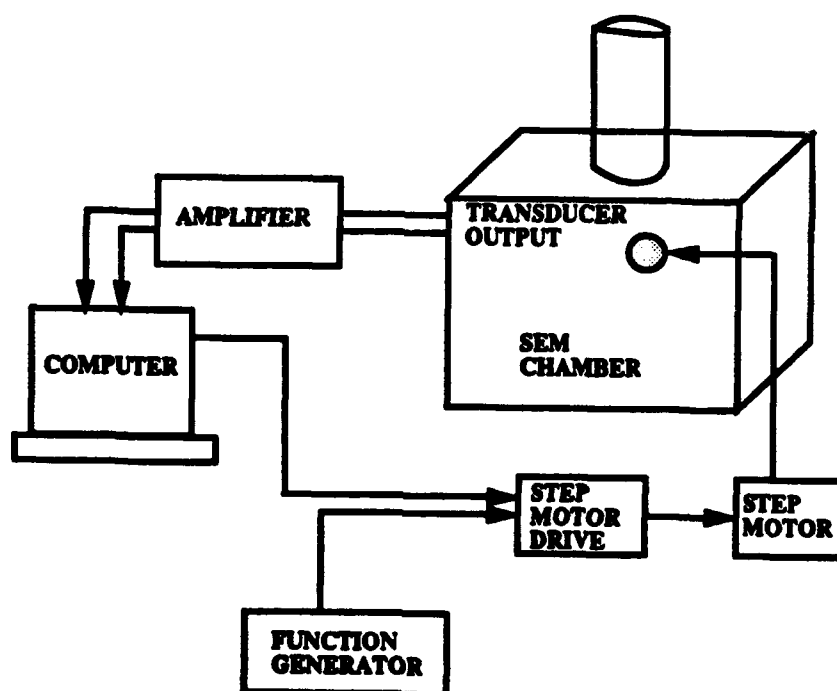 AMPLIFIER
TRANSDUCER
OUTPUT
COMPUTER
SEM
CHAMBER
STEP
MOTOR
DRIVE
STEP
MOTOR
FUNCTION
GENERATOR